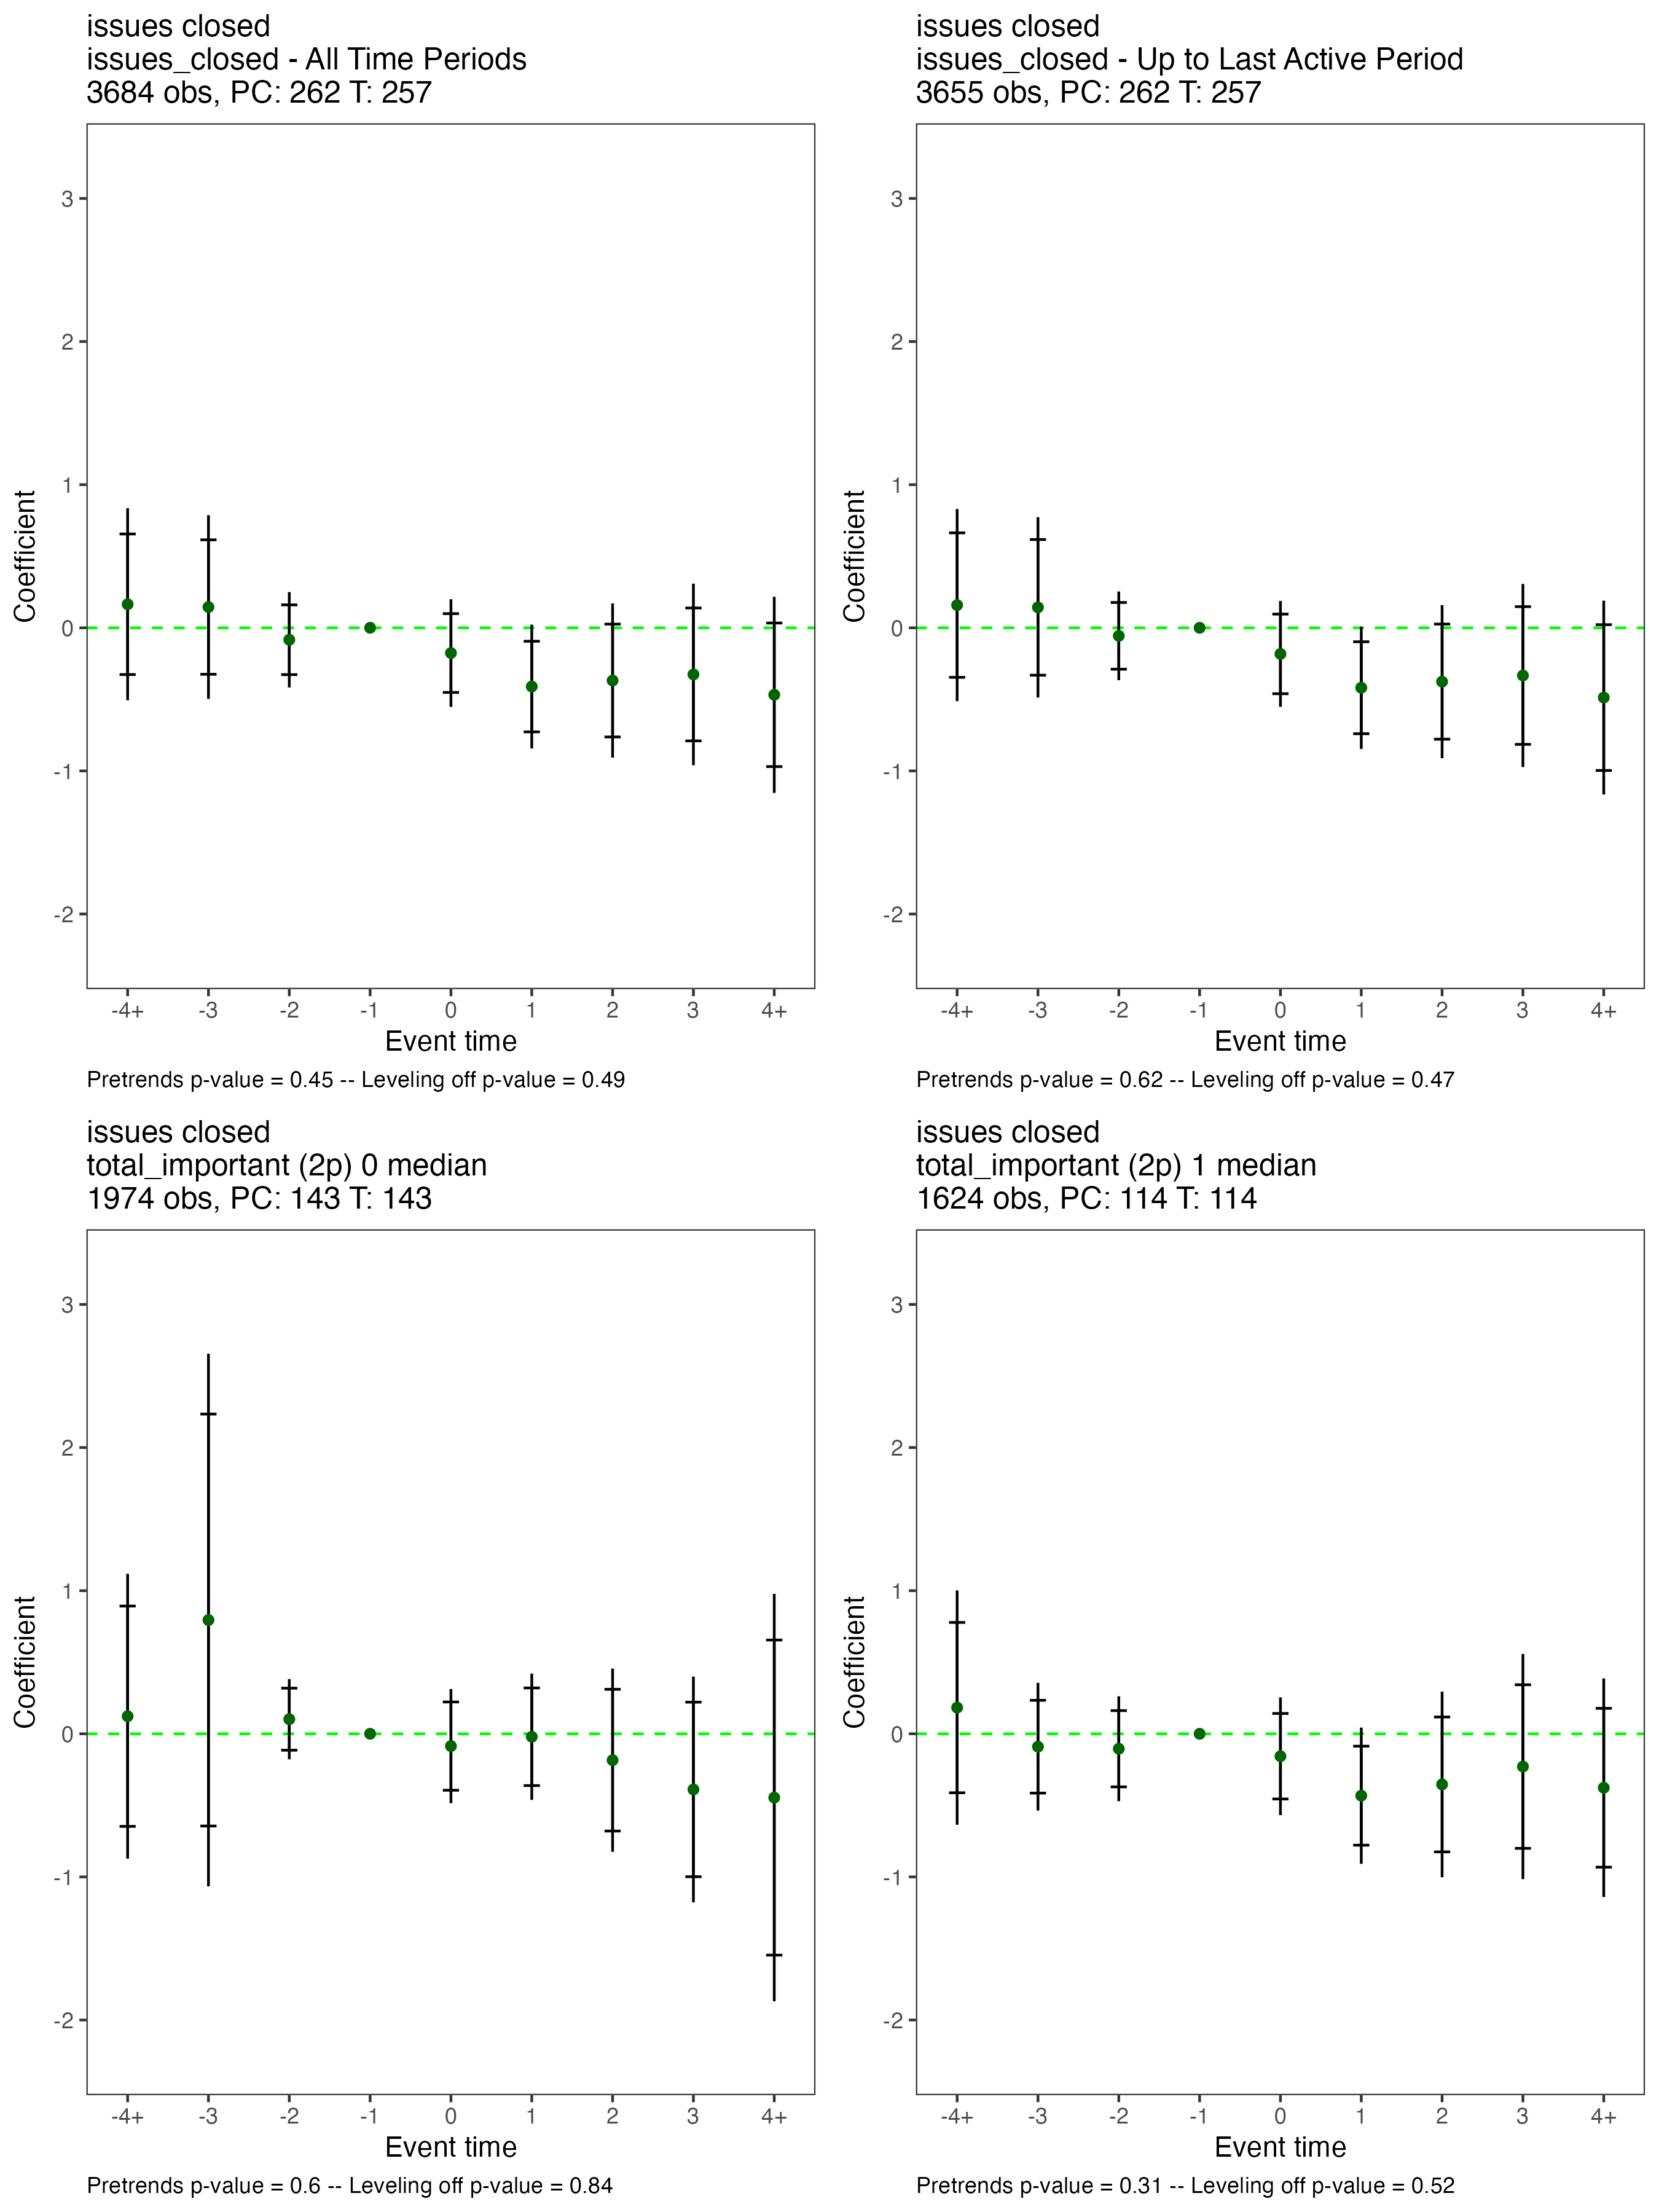 issues closed
issues_closed - All Time Periods
3684 obs, PC: 262 T: 257
3
2
1
0
-1
-2
Coefficient
-4+ -3 -2 -1 0 1 2 3 4+
Event time
Pretrends p-value = 0.45 -- Leveling off p-value = 0.49
issues closed
issues_closed - Up to Last Active Period
3655 obs, PC: 262 T: 257
3
2
1
0
-1
-2
Coefficient
-4+ -3 -2 -1 0 1 2 3 4+
Event time
Pretrends p-value = 0.62 -- Leveling off p-value = 0.47
issues closed
total_important (2p) 0 median
1974 obs, PC: 143 T: 143
3
2
1
0
-1
-2
Coefficient
-4+ -3 -2 -1 0 1 2 3 4+
Event time
Pretrends p-value = 0.6 -- Leveling off p-value = 0.84
issues closed
total_important (2p) 1 median
1624 obs, PC: 114 T: 114
3
2
1
0
-1
-2
Coefficient
-4+ -3 -2 -1 0 1 2 3 4+
Event time
Pretrends p-value = 0.31 -- Leveling off p-value = 0.52